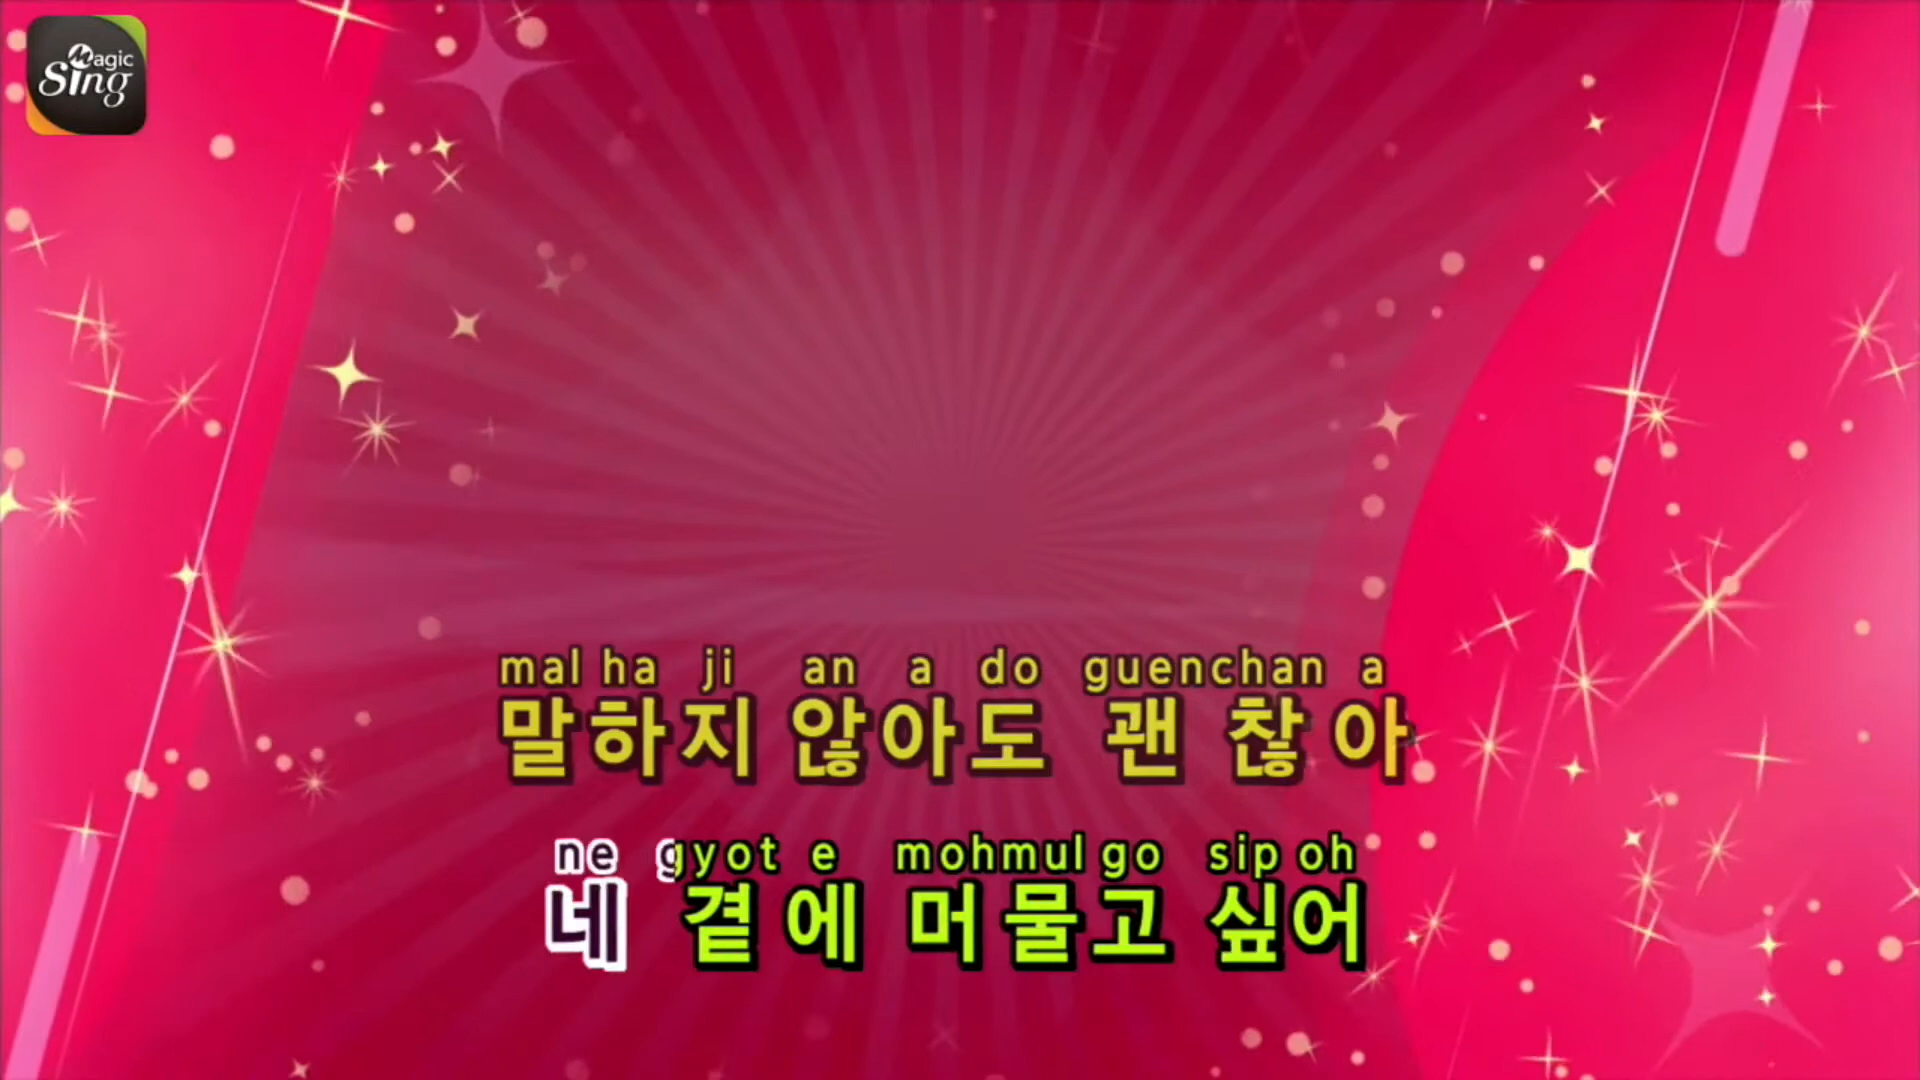 Magic
Sing
mal ha ji an a do guenchan a
말하지 않아도 괜찮아
ne gyot e mohmul go sip oh
네 곁에 머물고 싶어